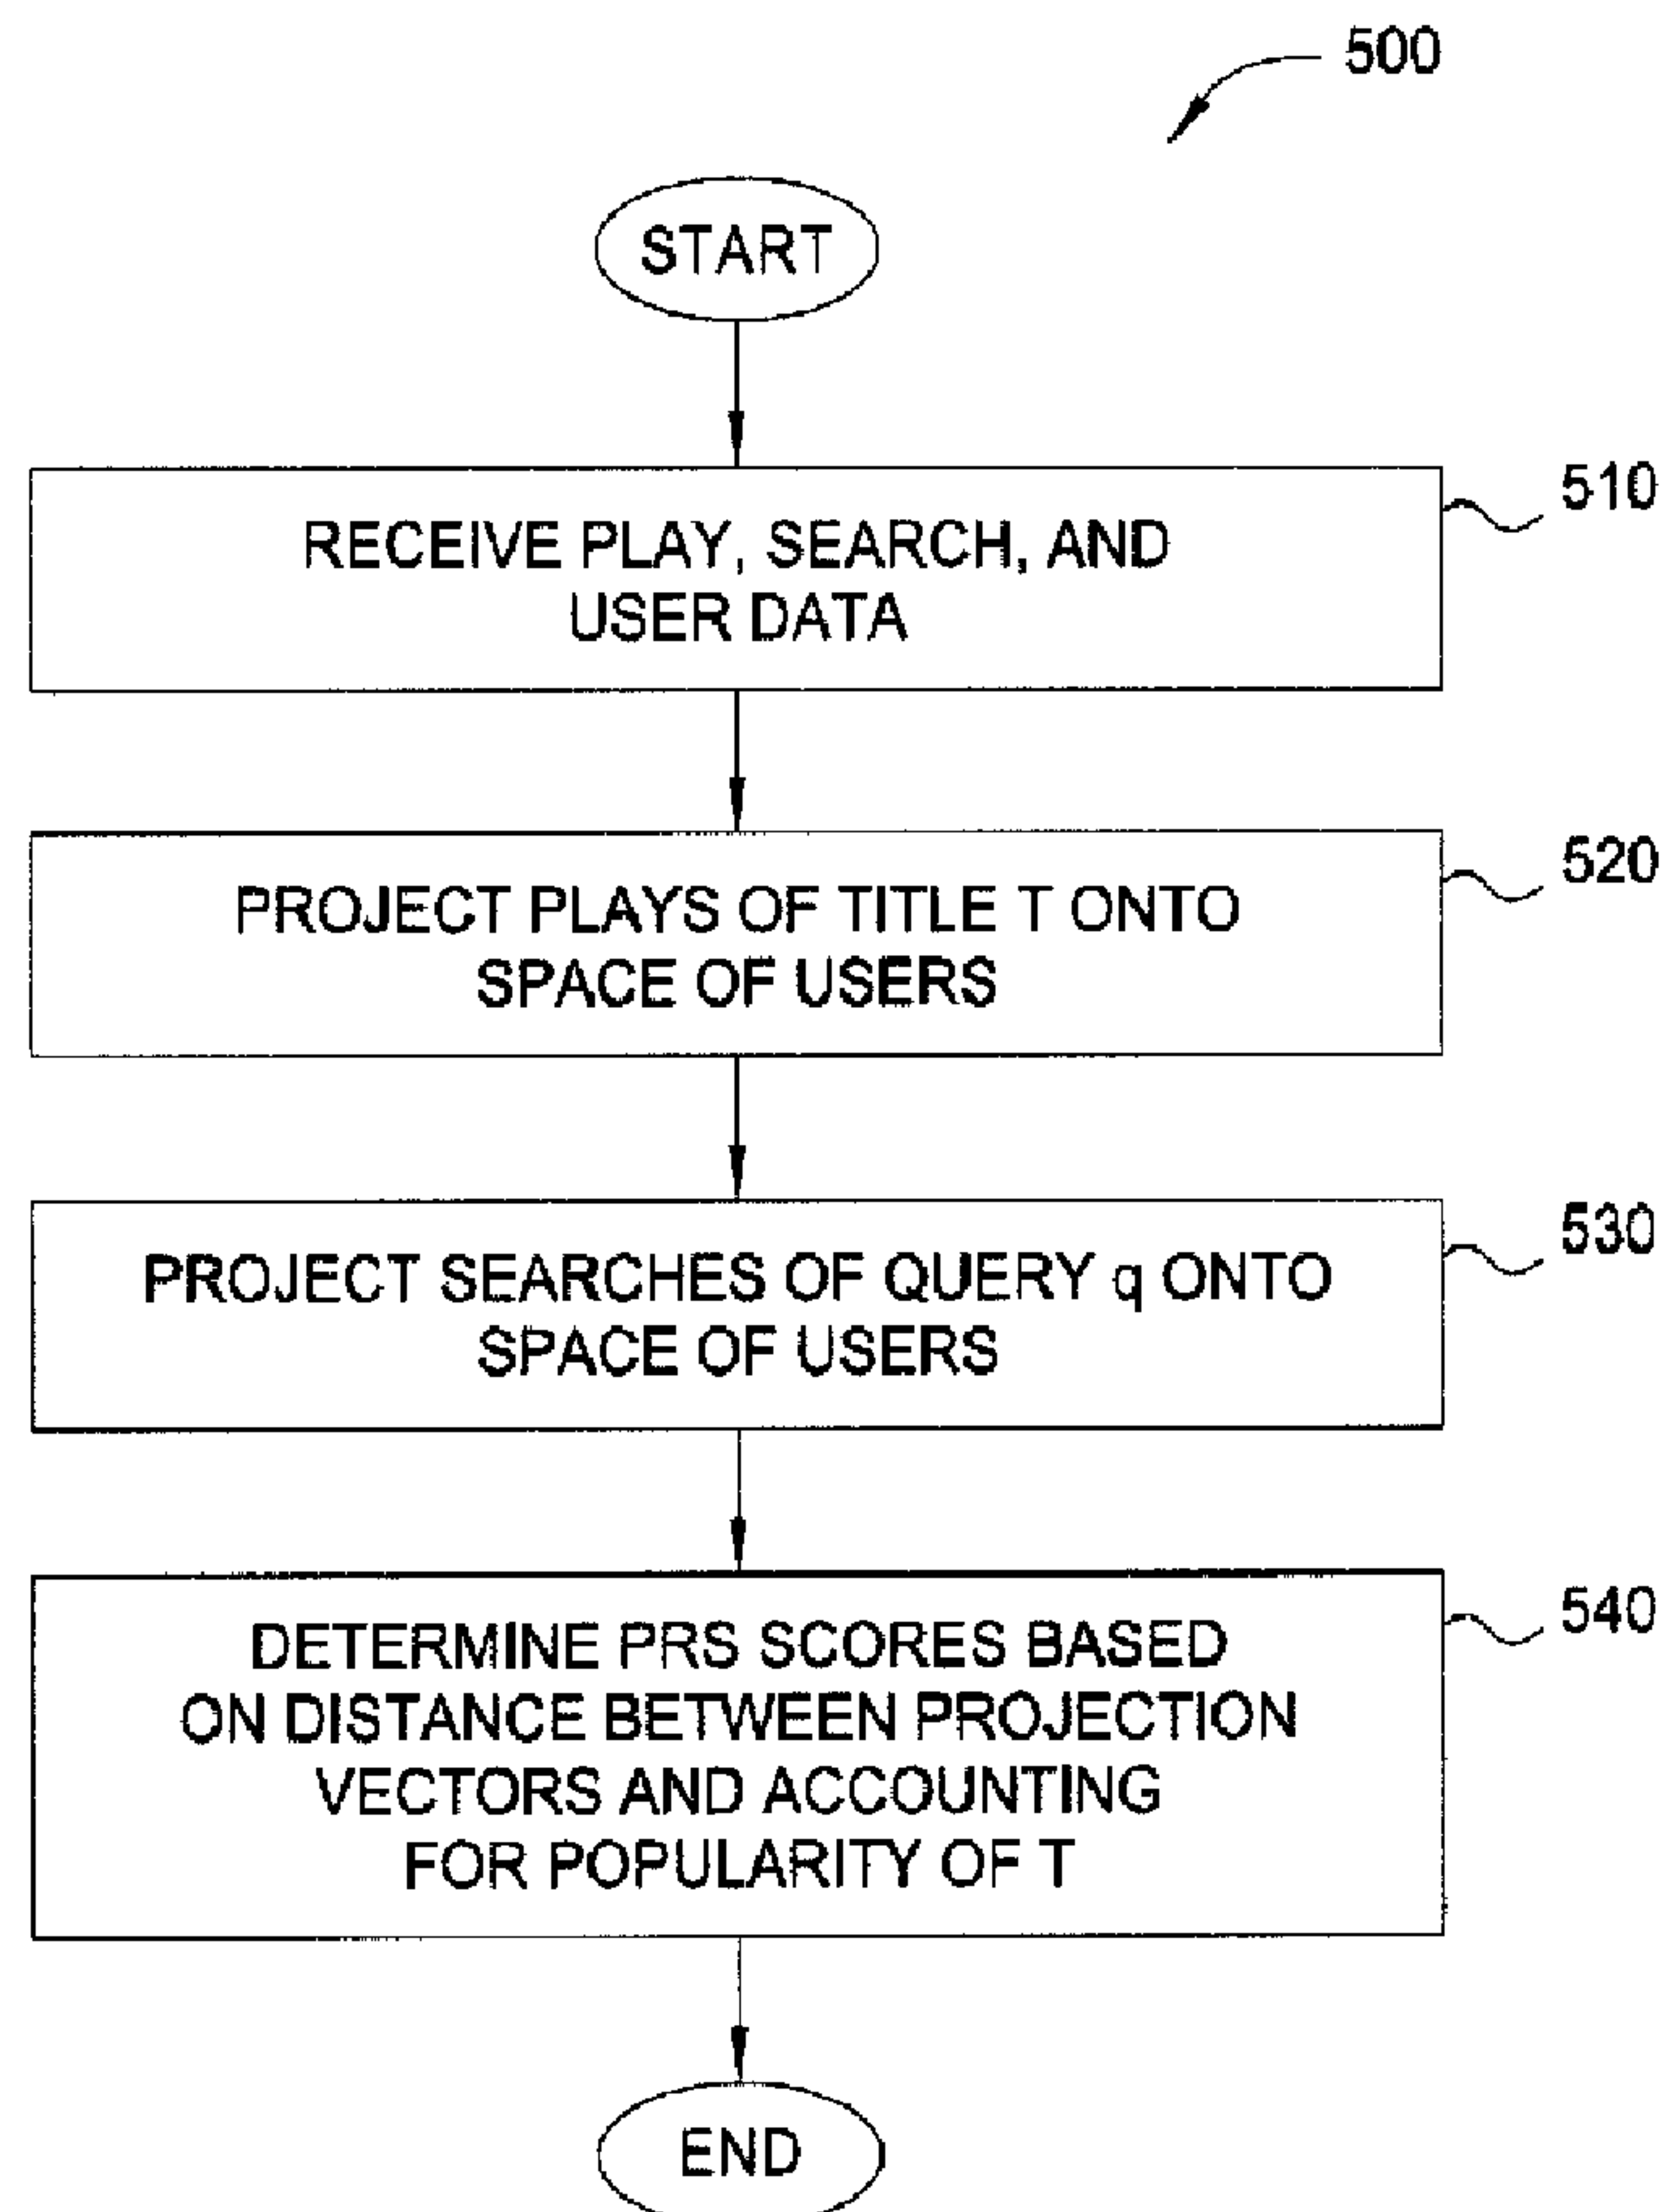 500
START
510
RECEIVE PLAY, SEARCH, AND
USER DATA
520
PROJECT PLAYS OF TITLE T ONTO
SPACE OF USERS
530
PROJECT SEARCHES OF QUERY q ONTO
SPACE OF USERS
540
DETERMINE PRS SCORES BASED
ON DISTANCE BETWEEN PROJECTION
VECTORS AND ACCOUNTING
FOR POPULARITY OF T
END